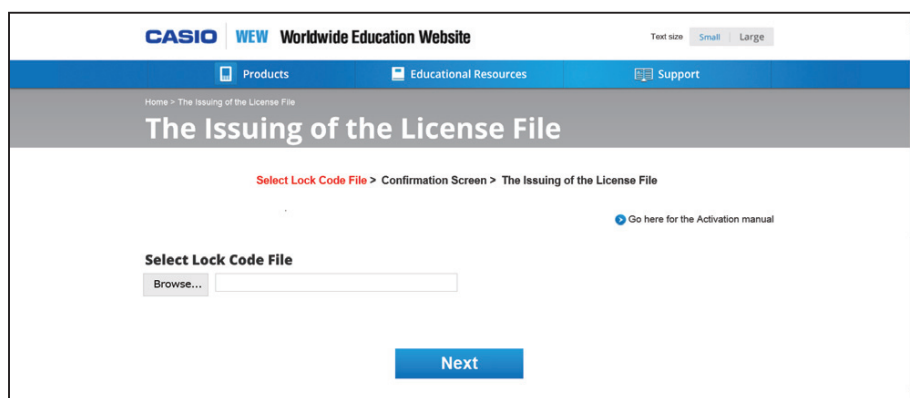 CASIO WEW Worldwide Education Website Text size Small Large
Products Educational Resources Support
Home > The Issuing of the License File
The Issuing of the License File
Select Lock Code File > Confirmation Screen > The Issuing of the License File
Go here for the Activation manual
Select Lock Code File
Browse...
Next